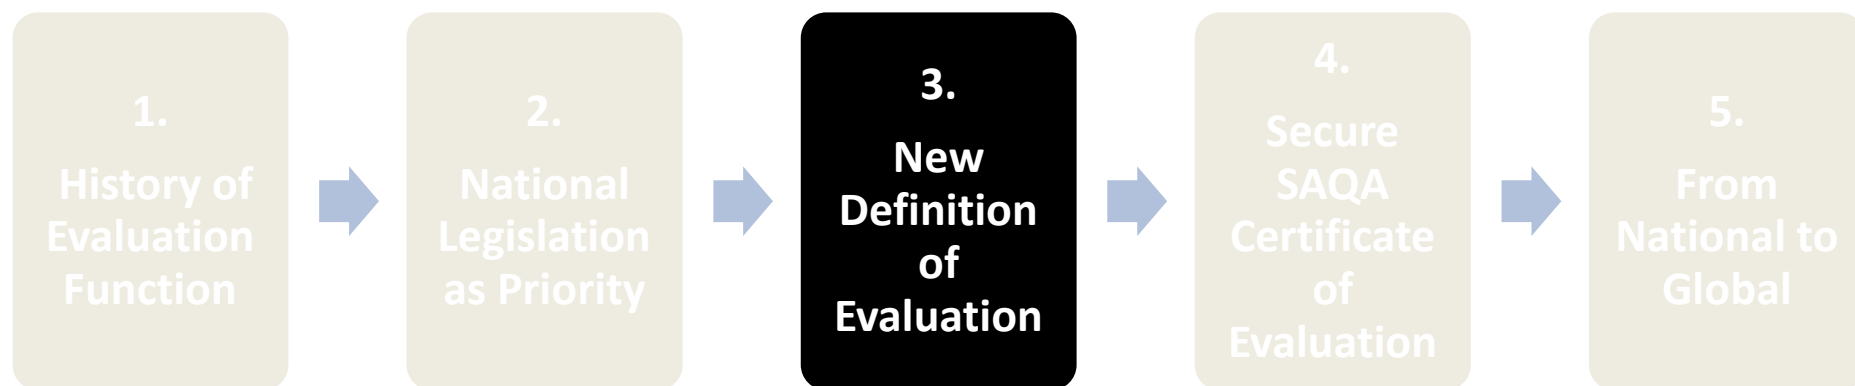 1.
History of
Evaluation
Function
2.
National
Legislation
as Priority
3.
New
Definition
of
Evaluation
4.
Secure
SAQA
Certificate
of
Evaluation
5.
From
National to
Global